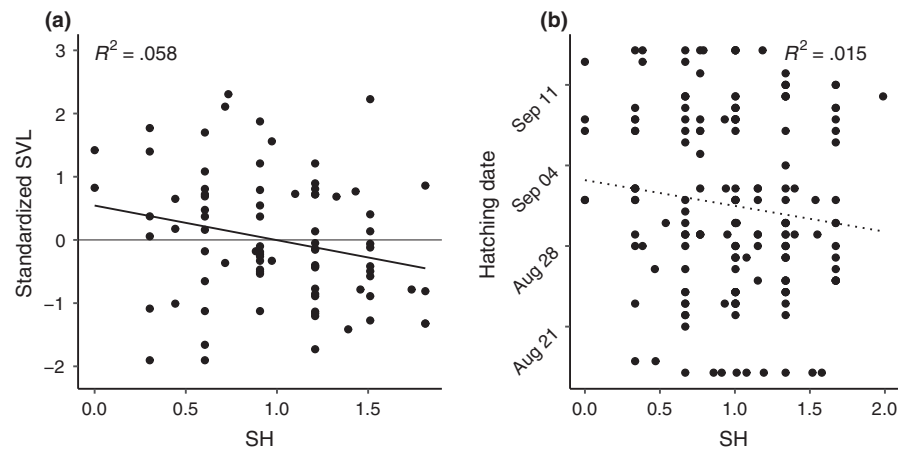 (a)
R² = .058
Standardized SVL
3
2
1
0
−1
−2
0.0 0.5 1.0 1.5
SH
(b)
R² = .015
Hatching date
Sep 11
Sep 04
Aug 28
Aug 21
0.0 0.5 1.0 1.5 2.0
SH